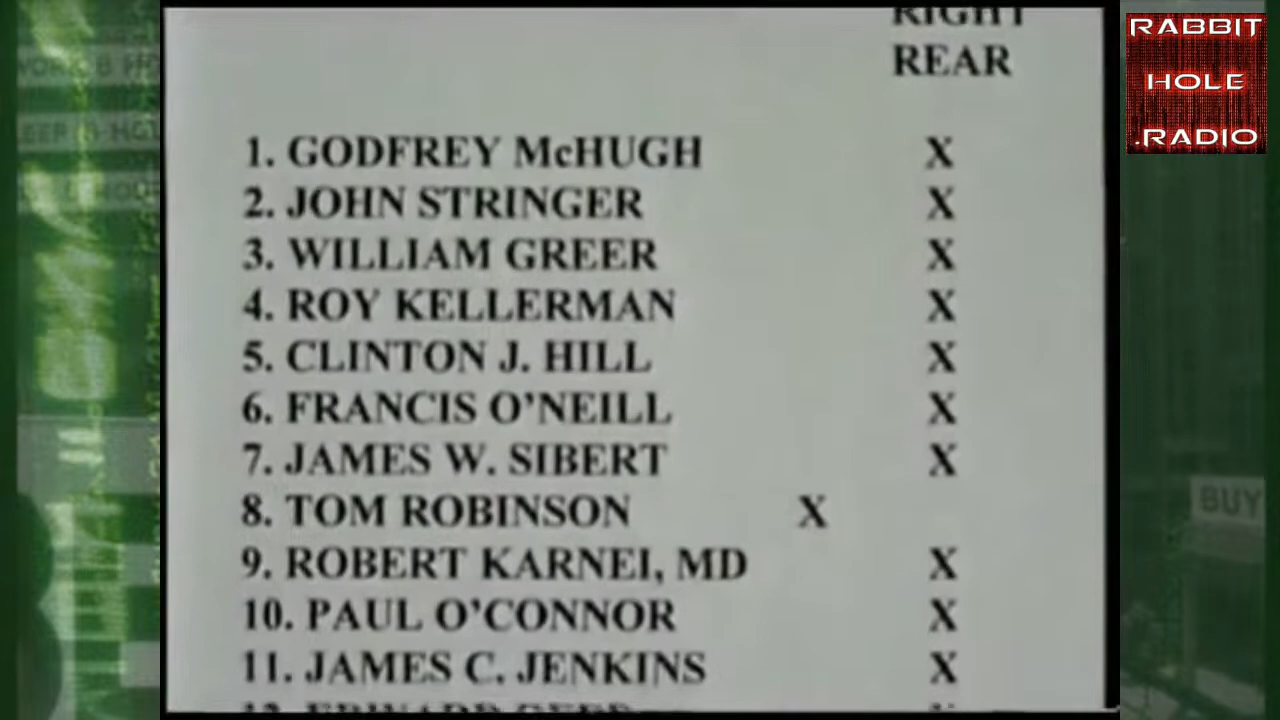 RIGHT
REAR
1. GODFREY McHUGH X
2. JOHN STRINGER X
3. WILLIAM GREER X
4. ROY KELLERMAN X
5. CLINTON J. HILL X
6. FRANCIS O'NEILL X
7. JAMES W. SIBERT X
8. TOM ROBINSON X
9. ROBERT KARNEI, MD X
10. PAUL O'CONNOR X
11. JAMES C. JENKINS X
RABBIT
HOLE
.RADIO
BUY